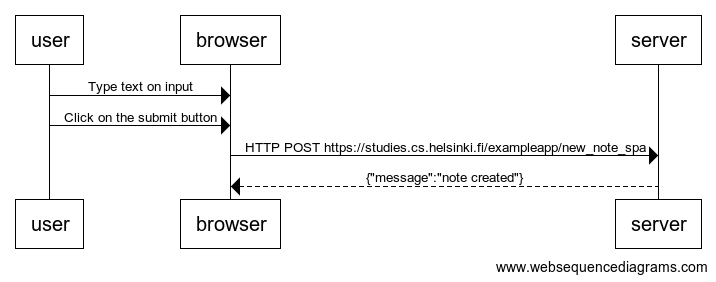 user browser server
Type text on input
Click on the submit button
HTTP POST https://studies.cs.helsinki.fi/exampleapp/new_note_spa
{"message":"note created"}
user browser server
www.websequencediagrams.com